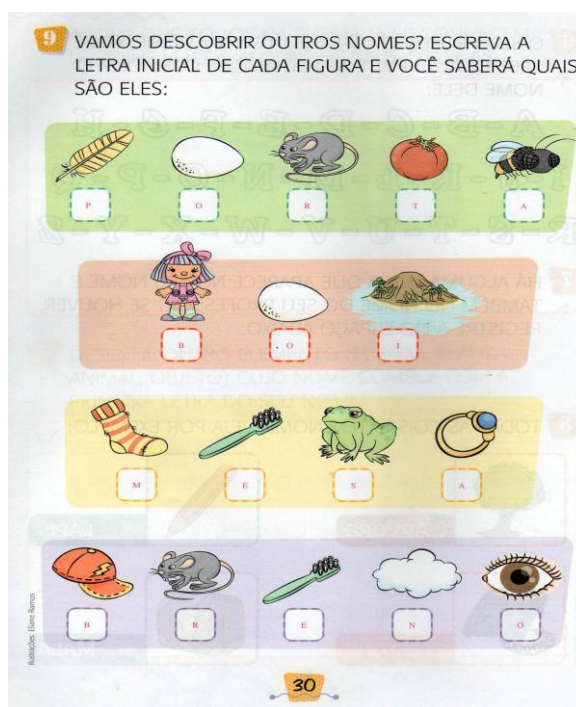 9 VAMOS DESCOBRIR OUTROS NOMES? ESCREVA A
LETRA INICIAL DE CADA FIGURA E VOCÊ SABERÁ QUAIS
SÃO ELES:
P O R T A
B O I
M E S A
B R E N O
Ilustrações: Eliane Ramos
30